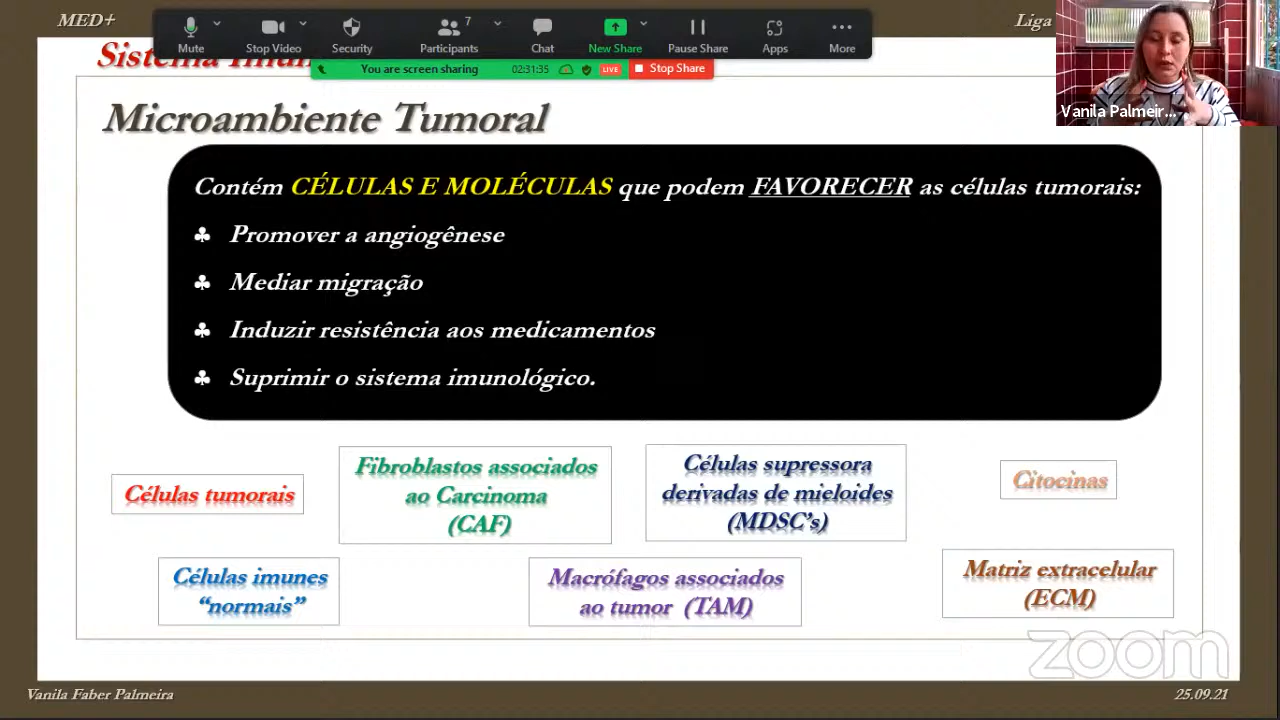 MED+
Liga
Mute
Stop Video
Security
7
Participants
Chat
New Share
Pause Share
Apps
More
You are screen sharing
02:31:35
LIVE
Stop Share
Vanila Palmeir...
Sistema Imun
Microambiente Tumoral
Contém CÉLULAS E MOLÉCULAS que podem FAVORECER as células tumorais:
♣ Promover a angiogênese
♣ Mediar migração
♣ Induzir resistência aos medicamentos
♣ Suprimir o sistema imunológico.
Células tumorais
Fibroblastos associados
ao Carcinoma
(CAF)
Células supressora
derivadas de mieloides
(MDSC's)
Citocinas
Células imunes
“normais”
Macrófagos associados
ao tumor (TAM)
Matriz extracelular
(ECM)
zoom
Vanila Faber Palmeira
25.09.21